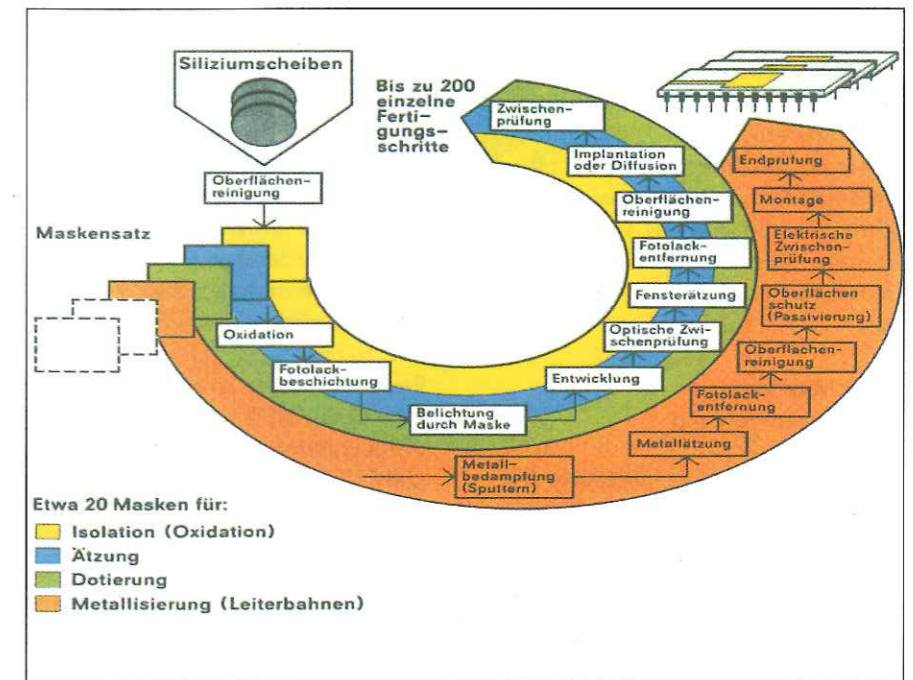 Siliziumscheiben
Bis zu 200
einzelne
Ferti-
gungs-
schritte
Oberflächen-
reinigung
Maskensatz
Oxidation
Fotolack-
beschichtung
Belichtung
durch Maske
Entwicklung
Optische Zwi-
schenprüfung
Fensterätzung
Fotolack-
entfernung
Oberflächen-
reinigung
Implantation
oder Diffusion
Zwischen-
prüfung
Metall-
bedampfung
(Sputtern)
Metallätzung
Fotolack-
entfernung
Oberflächen-
reinigung
Oberflächen
schutz
(Passivierung)
Elektrische
Zwischen-
prüfung
Montage
Endprüfung
Etwa 20 Masken für:
Isolation (Oxidation)
Ätzung
Dotierung
Metallisierung (Leiterbahnen)